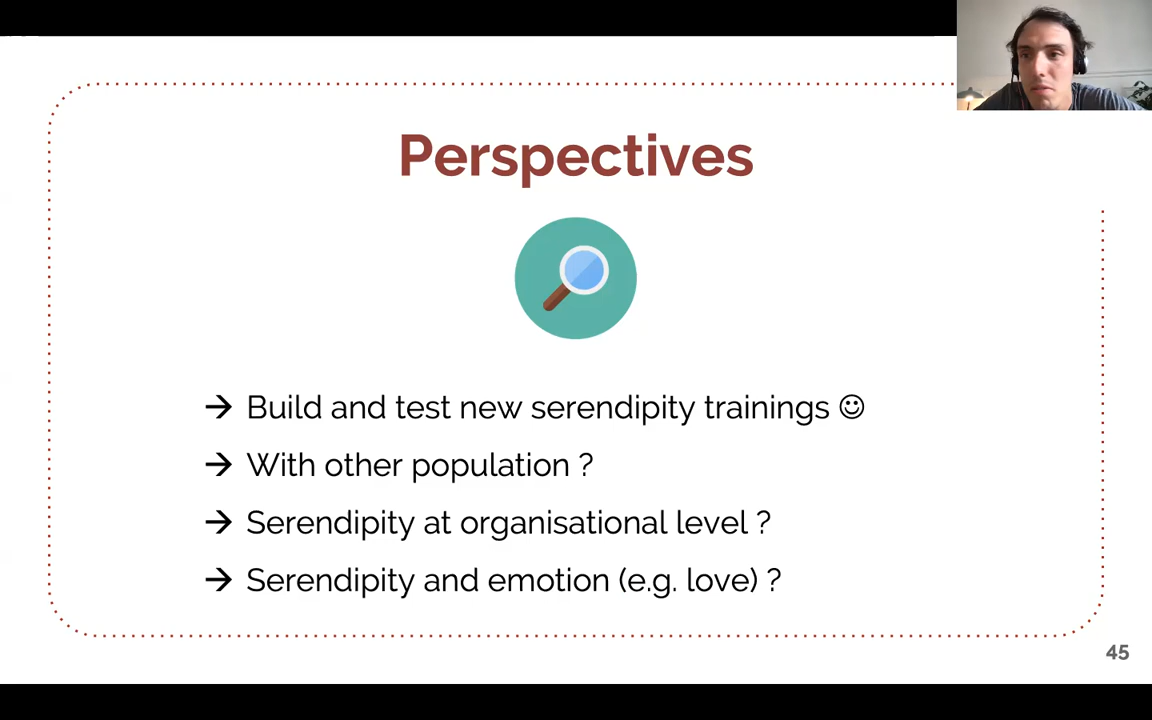 Perspectives
→ Build and test new serendipity trainings ☺
→ With other population ?
→ Serendipity at organisational level ?
→ Serendipity and emotion (e.g. love) ?
45